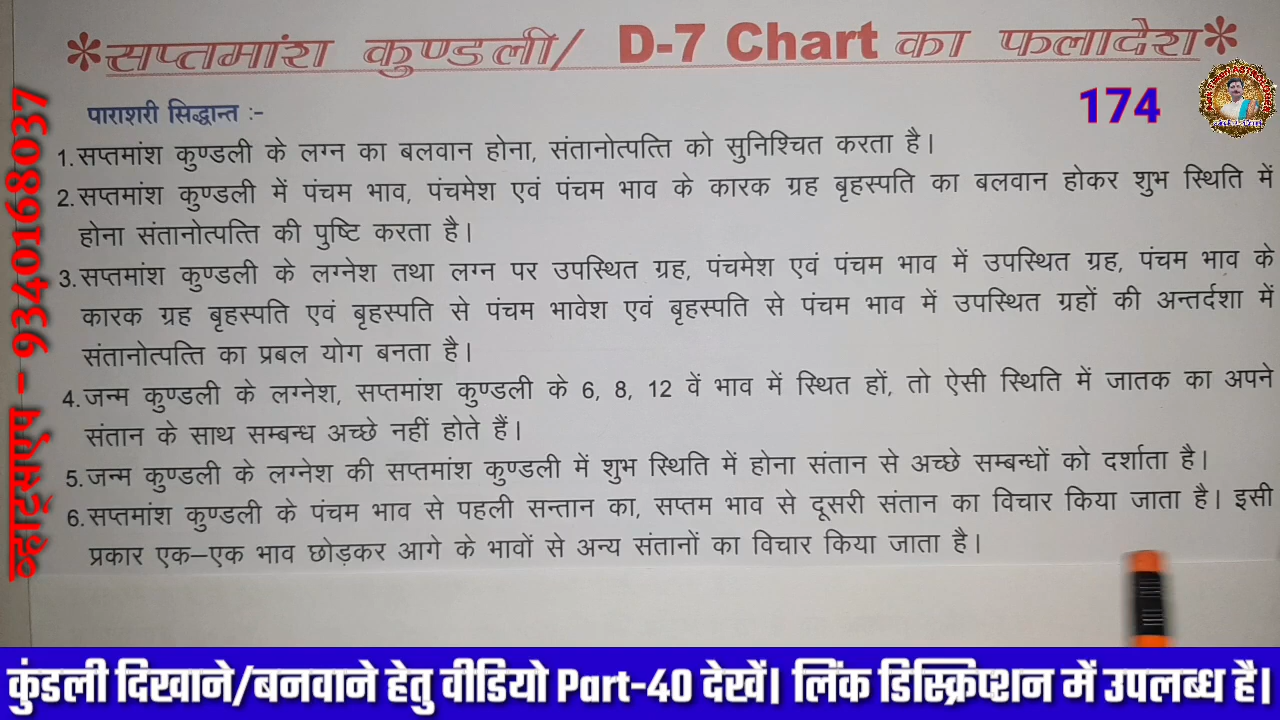 *सप्तमांश कुण्डली/ D-7 Chart का फलादेश*
174
पाराशरी सिद्धान्त :-
1. सप्तमांश कुण्डली के लग्न का बलवान होना, संतानोत्पत्ति को सुनिश्चित करता है।
2. सप्तमांश कुण्डली में पंचम भाव, पंचमेश एवं पंचम भाव के कारक ग्रह बृहस्पति का बलवान होकर शुभ स्थिति में
होना संतानोत्पत्ति की पुष्टि करता है।
3. सप्तमांश कुण्डली के लग्नेश तथा लग्न पर उपस्थित ग्रह, पंचमेश एवं पंचम भाव में उपस्थित ग्रह, पंचम भाव के
कारक ग्रह बृहस्पति एवं बृहस्पति से पंचम भावेश एवं बृहस्पति से पंचम भाव में उपस्थित ग्रहों की अन्तर्दशा में
संतानोत्पत्ति का प्रबल योग बनता है।
4. जन्म कुण्डली के लग्नेश, सप्तमांश कुण्डली के 6, 8, 12 वें भाव में स्थित हों, तो ऐसी स्थिति में जातक का अपने
संतान के साथ सम्बन्ध अच्छे नहीं होते हैं।
5. जन्म कुण्डली के लग्नेश की सप्तमांश कुण्डली में शुभ स्थिति में होना संतान से अच्छे सम्बन्धों को दर्शाता है।
6. सप्तमांश कुण्डली के पंचम भाव से पहली सन्तान का, सप्तम भाव से दूसरी संतान का विचार किया जाता है। इसी
प्रकार एक–एक भाव छोड़कर आगे के भावों से अन्य संतानों का विचार किया जाता है।
व्हाट्सएप – 9340168037
कुंडली दिखाने/बनवाने हेतु वीडियो Part-40 देखें। लिंक डिस्क्रिप्शन में उपलब्ध है।